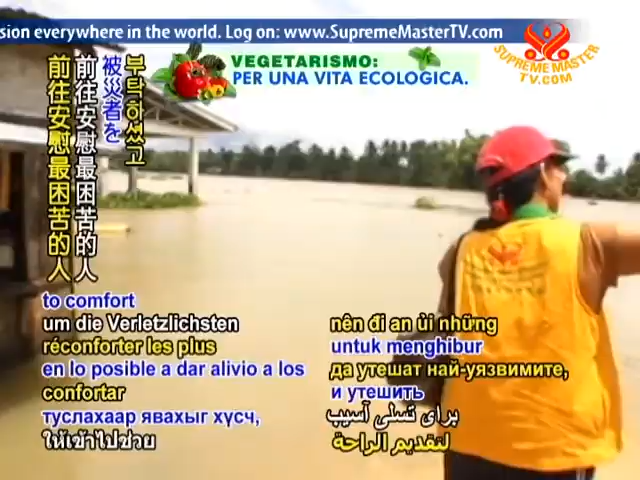 sion everywhere in the world. Log on: www.SupremeMasterTV.com
VEGETARISMO:
PER UNA VITA ECOLOGICA.
SUPREME MASTER
TV.COM
前往安慰最困苦的人
前往安慰最困苦的人
被災者を
부탁하셨고
to comfort
um die Verletzlichsten
réconforter les plus
en lo posible a dar alivio a los
confortar
туслахаар явахыг хүсч,
ให้เข้าไปช่วย
nên đi an ủi những
untuk menghibur
да утешат най-уязвимите,
и утешить
برای تسلی آسیب
لتقديم الراحة